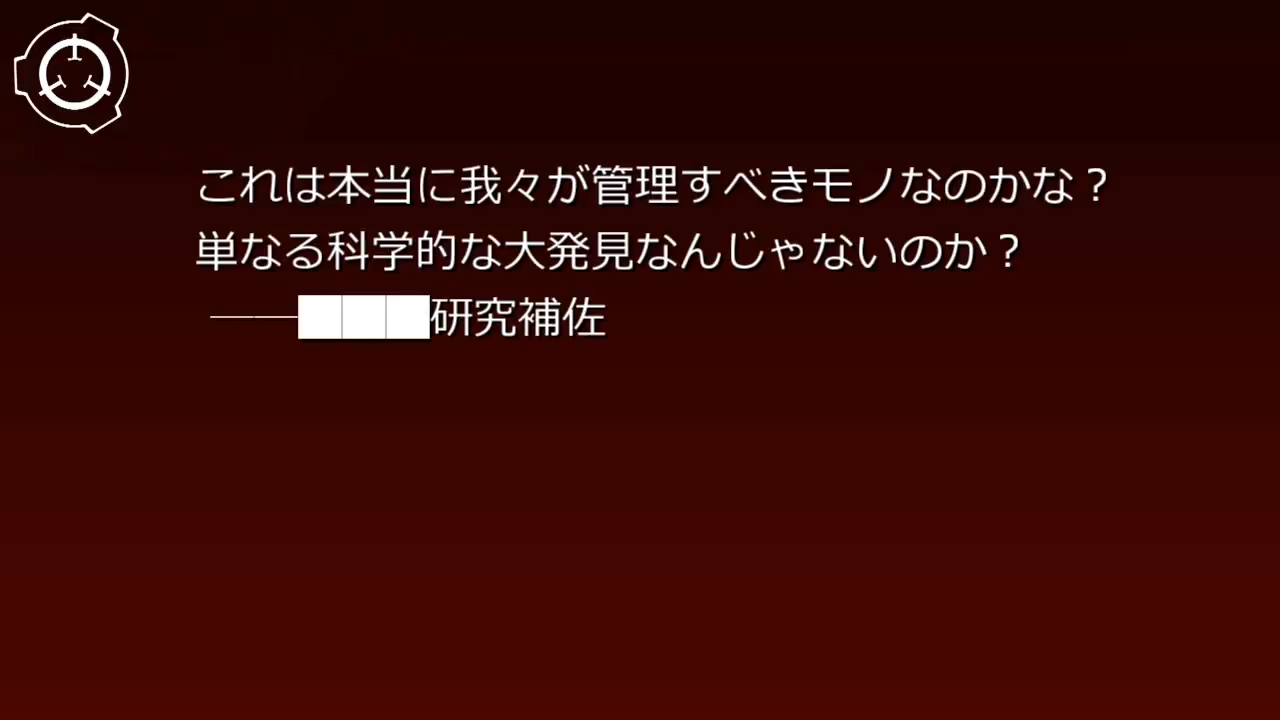 これは本当に我々が管理すべきモノなのかな？
単なる科学的な大発見なんじゃないのか？
──███研究補佐